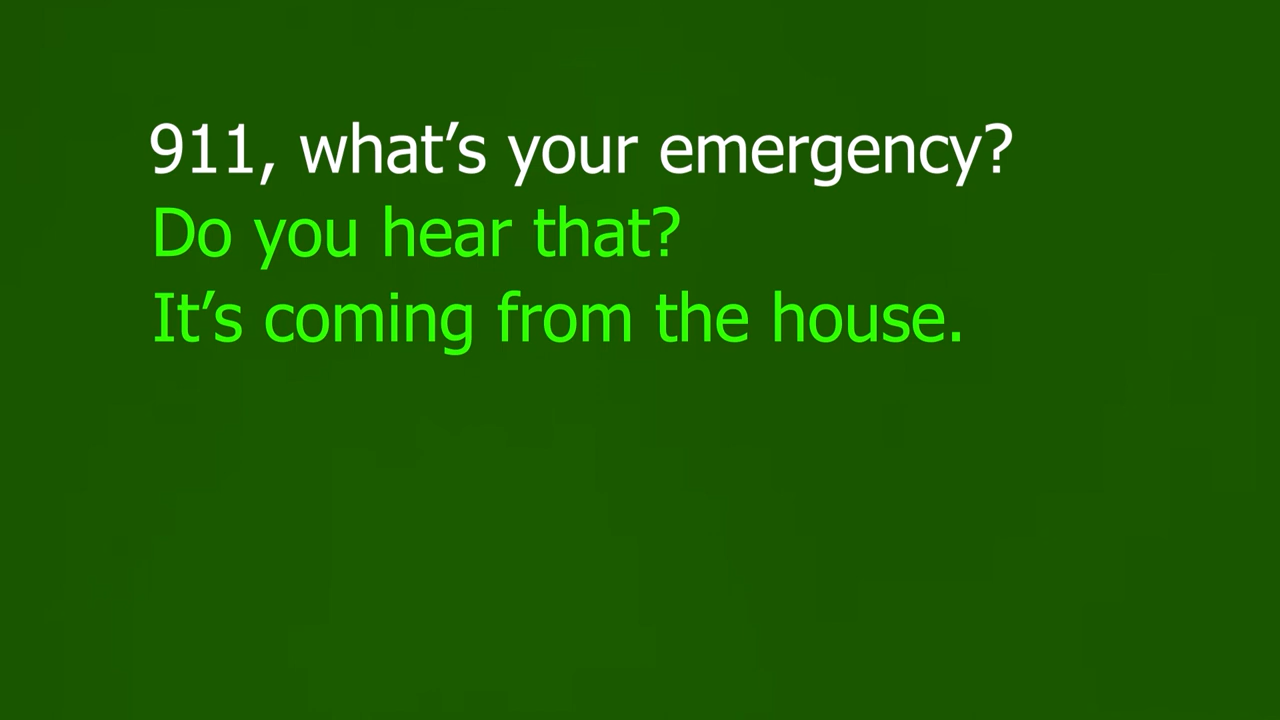 911, what’s your emergency?
Do you hear that?
It’s coming from the house.